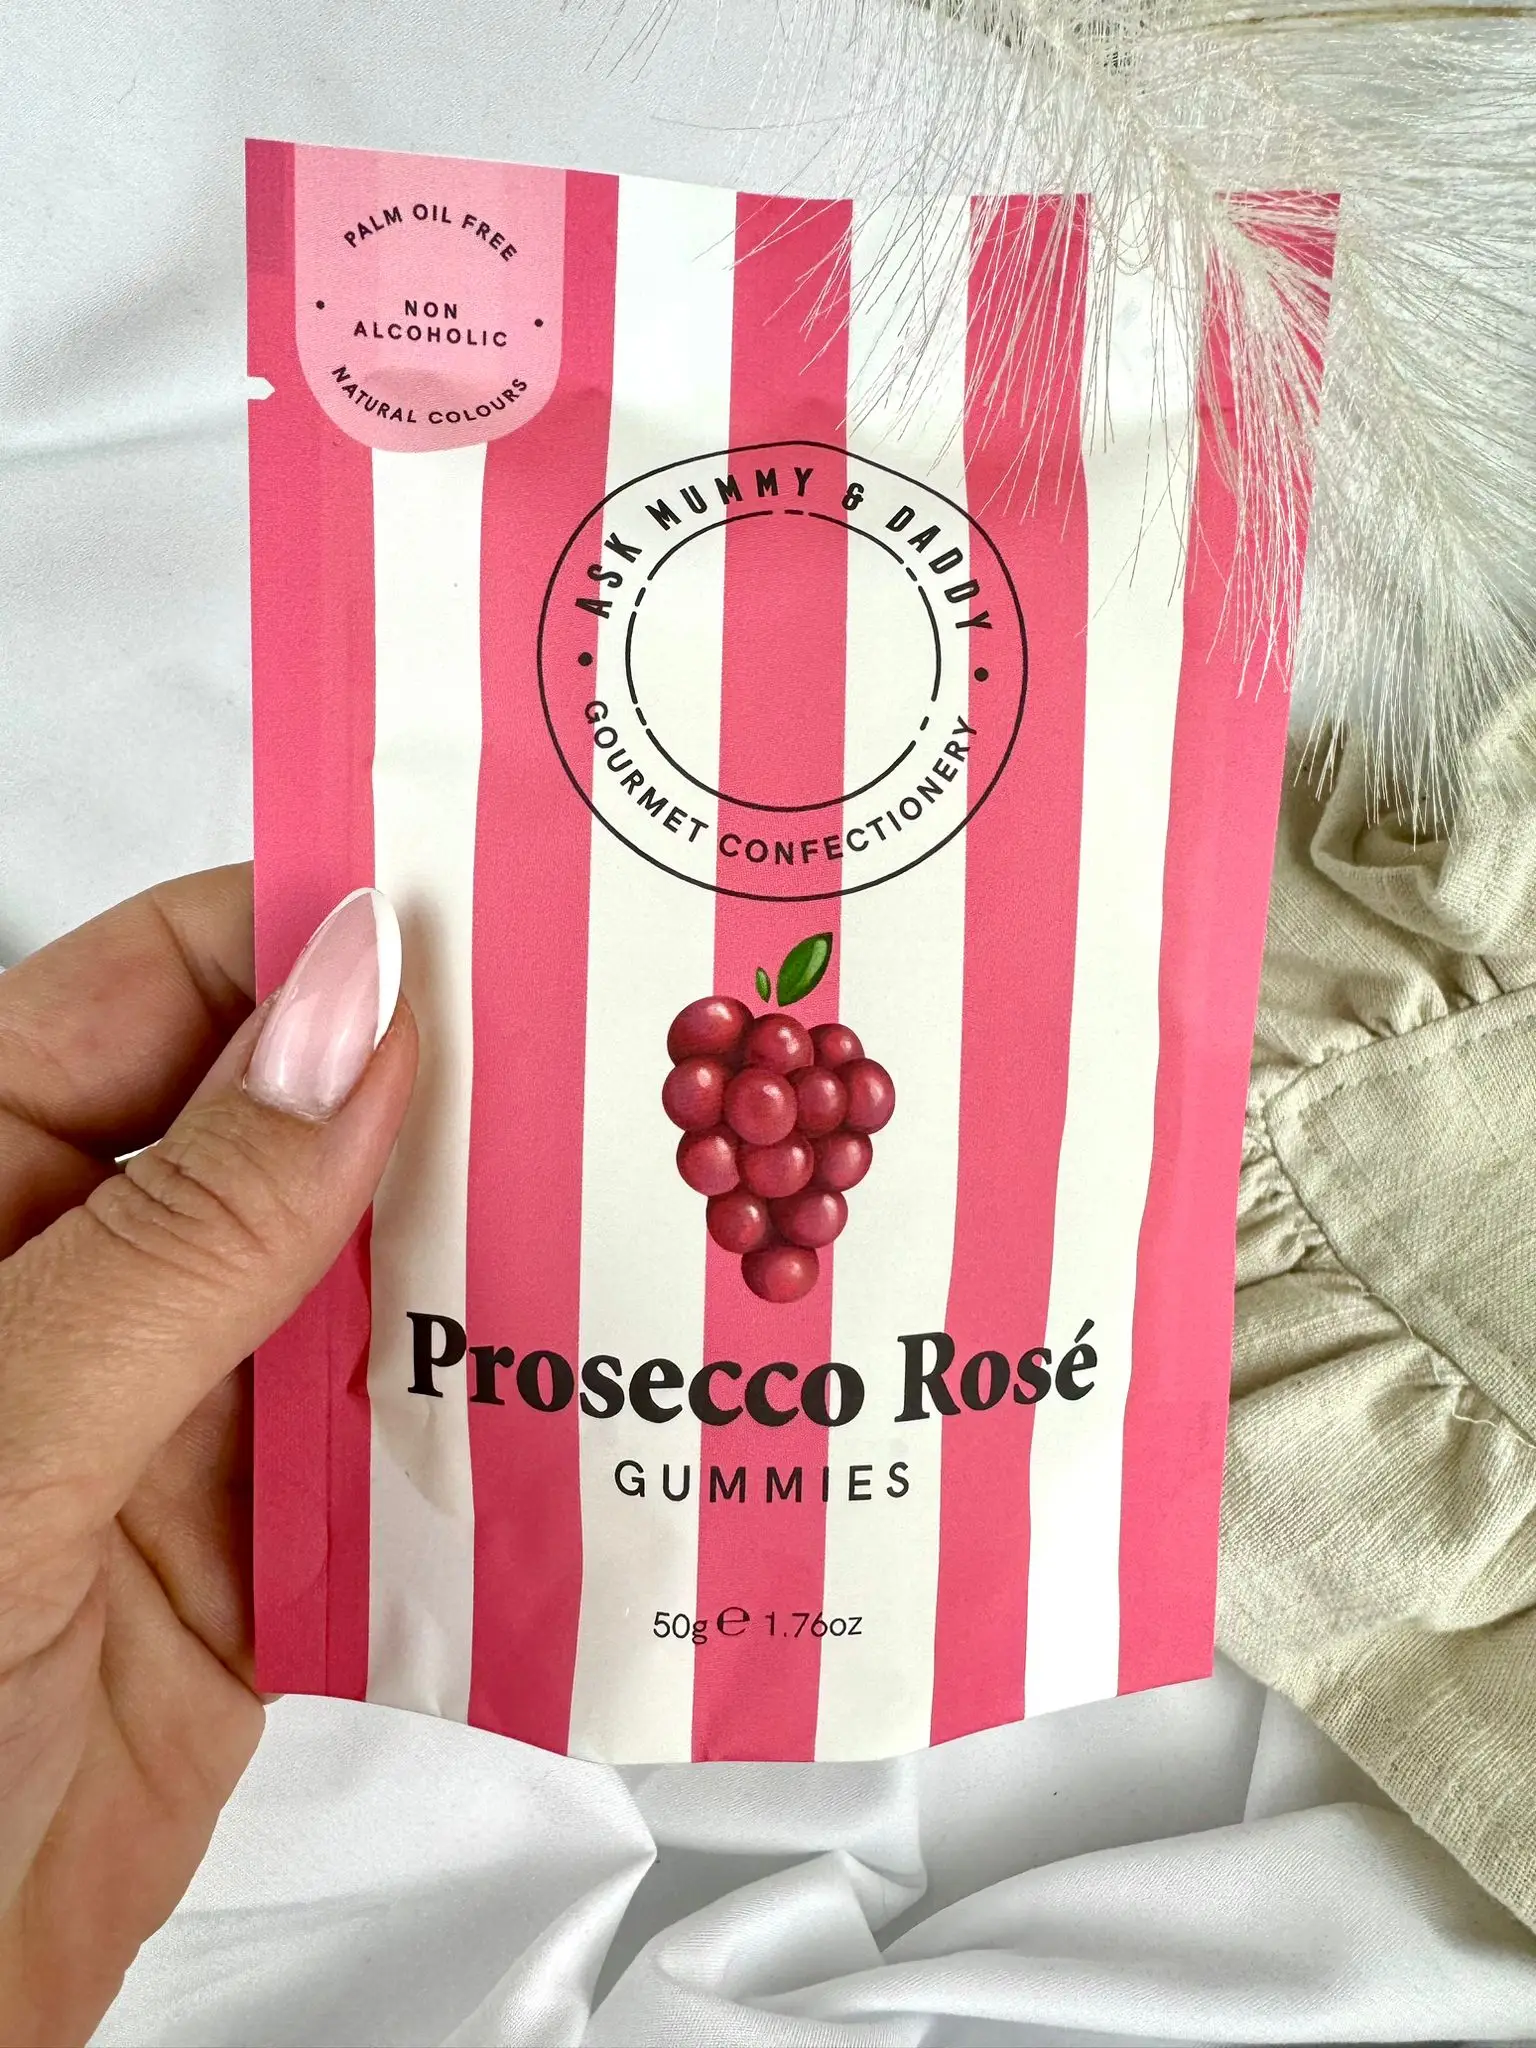 PALM OIL FREE
NON
ALCOHOLIC
NATURAL COLOURS
ASK MUMMY & DADDY
GOURMET CONFECTIONERY
Prosecco Rosé
GUMMIES
50g ℮ 1.76oz